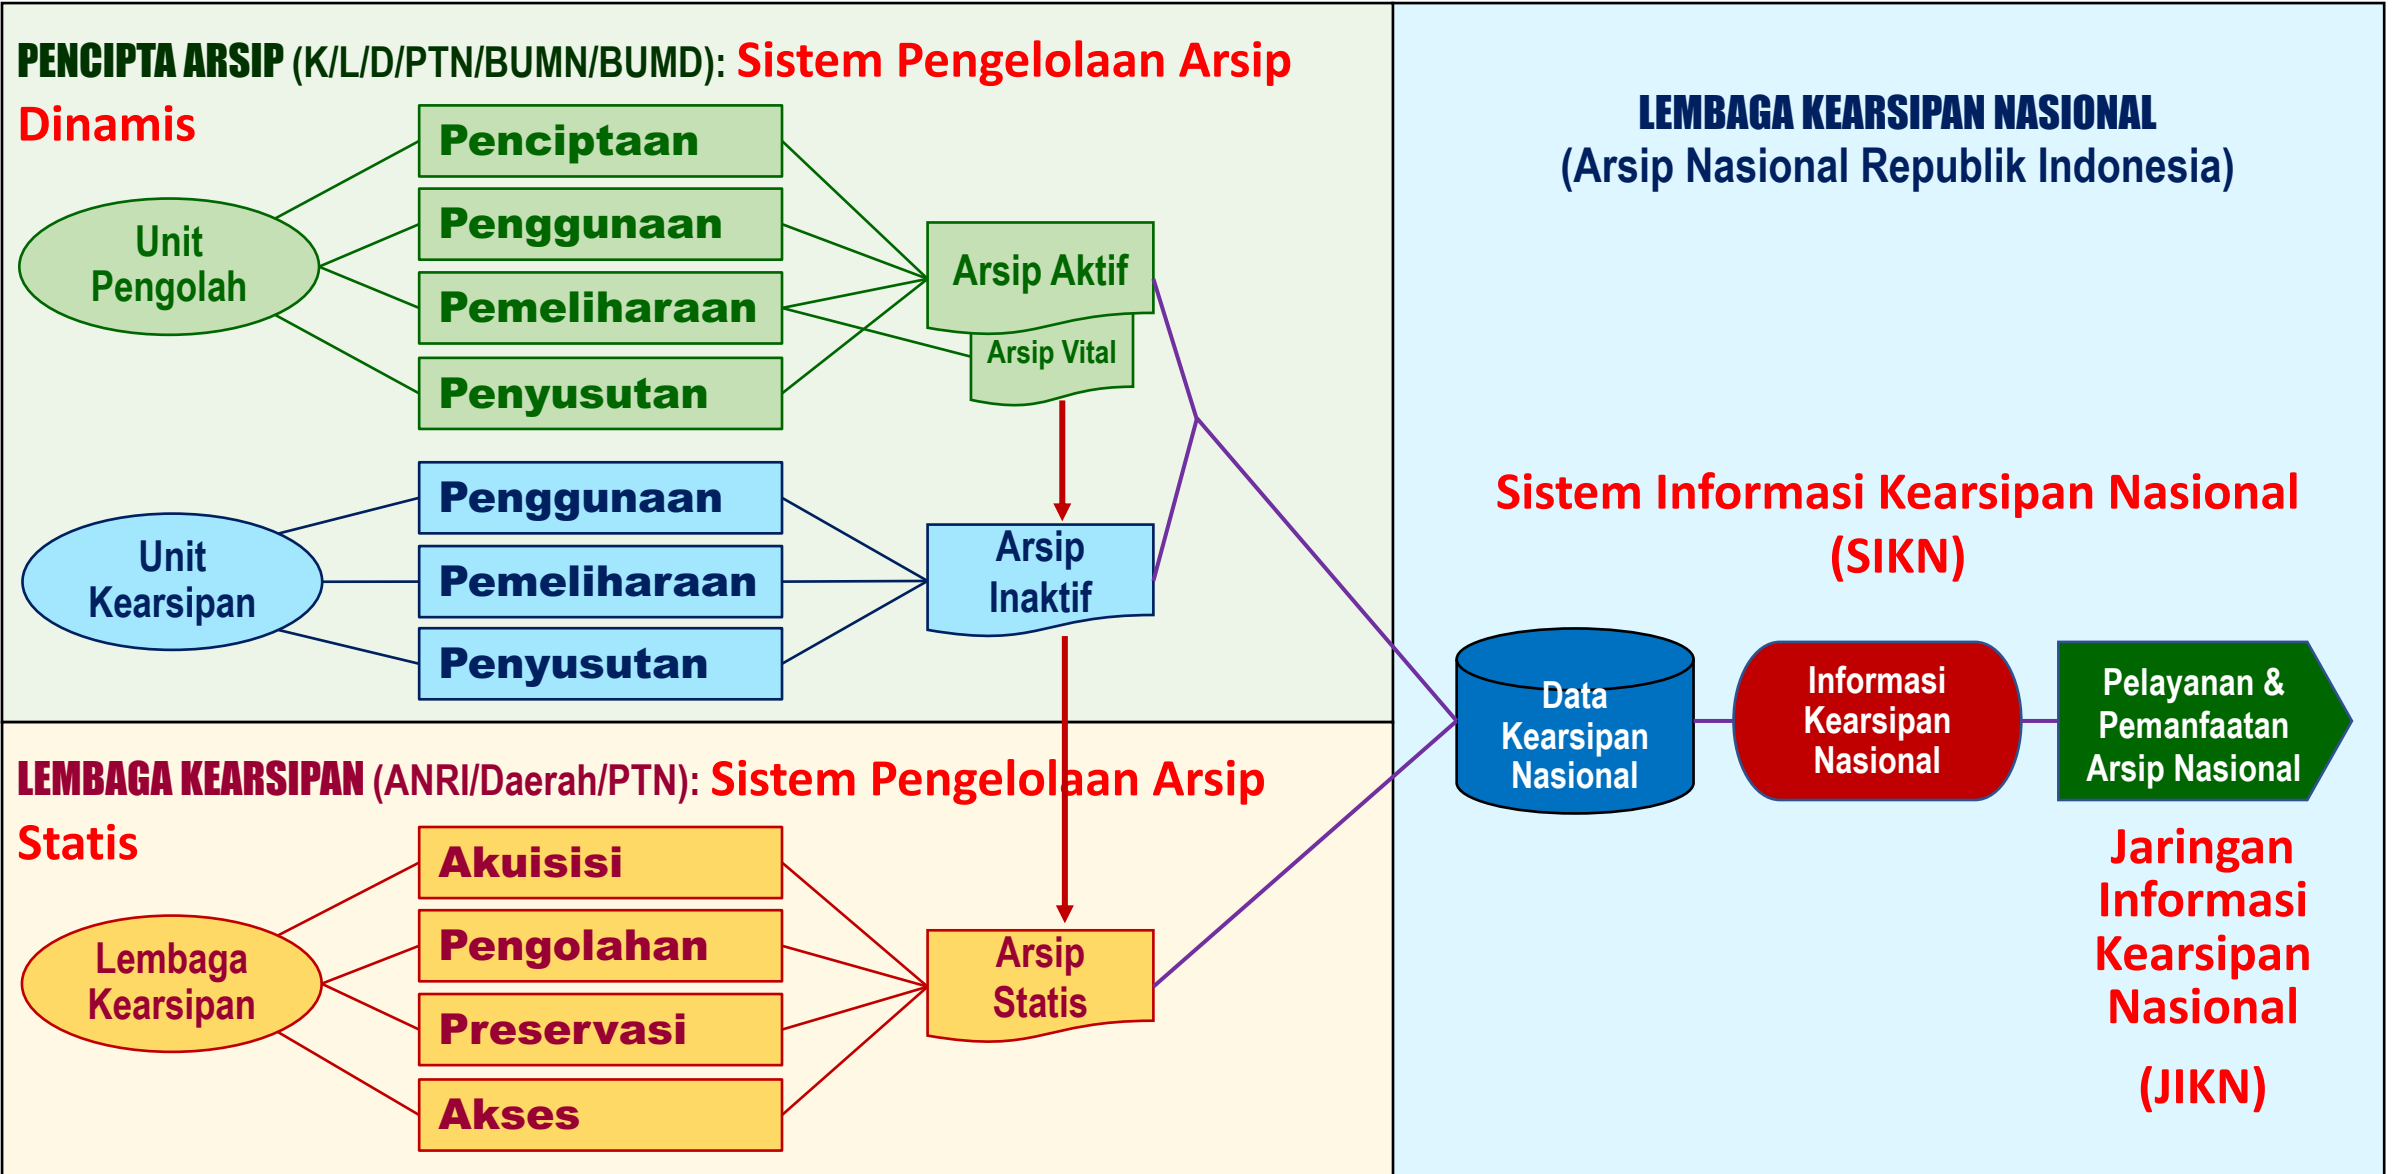 PENCIPTA ARSIP (K/L/D/PTN/BUMN/BUMD): Sistem Pengelolaan Arsip
Dinamis
Unit
Pengolah
Penciptaan
Penggunaan
Pemeliharaan
Penyusutan
Arsip Aktif
Arsip Vital
Unit
Kearsipan
Penggunaan
Pemeliharaan
Penyusutan
Arsip
Inaktif
LEMBAGA KEARSIPAN (ANRI/Daerah/PTN): Sistem Pengelolaan Arsip
Statis
Lembaga
Kearsipan
Akuisisi
Pengolahan
Preservasi
Akses
Arsip
Statis
LEMBAGA KEARSIPAN NASIONAL
(Arsip Nasional Republik Indonesia)
Sistem Informasi Kearsipan Nasional
(SIKN)
Data
Kearsipan
Nasional
Informasi
Kearsipan
Nasional
Pelayanan &
Pemanfaatan
Arsip Nasional
Jaringan
Informasi
Kearsipan
Nasional
(JIKN)